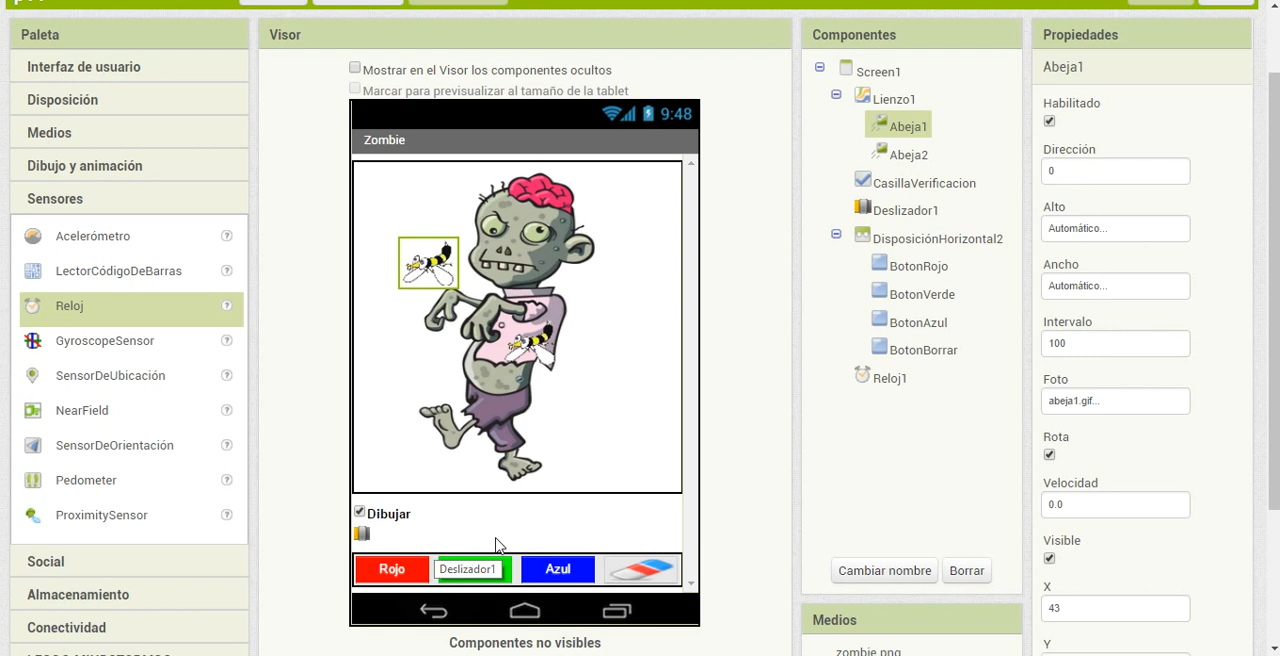 Paleta
Interfaz de usuario
Disposición
Medios
Dibujo y animación
Sensores
Acelerómetro
LectorCódigoDeBarras
Reloj
GyroscopeSensor
SensorDeUbicación
NearField
SensorDeOrientación
Pedometer
ProximitySensor
Social
Almacenamiento
Conectividad
Visor
Mostrar en el Visor los componentes ocultos
Marcar para previsualizar al tamaño de la tablet
9:48
Zombie
Dibujar
Rojo
Deslizador1
Azul
Componentes no visibles
Componentes
Screen1
Lienzo1
Abeja1
Abeja2
CasillaVerificacion
Deslizador1
DisposiciónHorizontal2
BotonRojo
BotonVerde
BotonAzul
BotonBorrar
Reloj1
Cambiar nombre Borrar
Medios
zombie.png
Propiedades
Abeja1
Habilitado
Dirección
0
Alto
Automático...
Ancho
Automático...
Intervalo
100
Foto
abeja1.gif...
Rota
Velocidad
0.0
Visible
X
43
Y